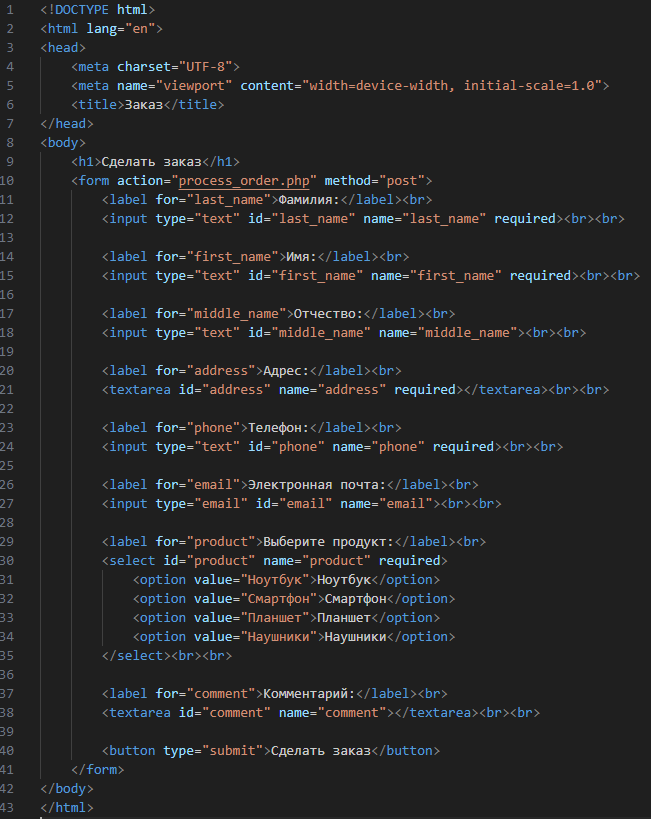 1 <!DOCTYPE html>
2 <html lang="en">
3 <head>
4     <meta charset="UTF-8">
5     <meta name="viewport" content="width=device-width, initial-scale=1.0">
6     <title>Заказ</title>
7 </head>
8 <body>
9     <h1>Сделать заказ</h1>
10     <form action="process_order.php" method="post">
11         <label for="last_name">Фамилия:</label><br>
12         <input type="text" id="last_name" name="last_name" required><br><br>
13
14         <label for="first_name">Имя:</label><br>
15         <input type="text" id="first_name" name="first_name" required><br><br>
16
17         <label for="middle_name">Отчество:</label><br>
18         <input type="text" id="middle_name" name="middle_name"><br><br>
19
20         <label for="address">Адрес:</label><br>
21         <textarea id="address" name="address" required></textarea><br><br>
22
23         <label for="phone">Телефон:</label><br>
24         <input type="text" id="phone" name="phone" required><br><br>
25
26         <label for="email">Электронная почта:</label><br>
27         <input type="email" id="email" name="email"><br><br>
28
29         <label for="product">Выберите продукт:</label><br>
30         <select id="product" name="product" required>
31             <option value="Ноутбук">Ноутбук</option>
32             <option value="Смартфон">Смартфон</option>
33             <option value="Планшет">Планшет</option>
34             <option value="Наушники">Наушники</option>
35         </select><br><br>
36
37         <label for="comment">Комментарий:</label><br>
38         <textarea id="comment" name="comment"></textarea><br><br>
39
40         <button type="submit">Сделать заказ</button>
41     </form>
42 </body>
43 </html>